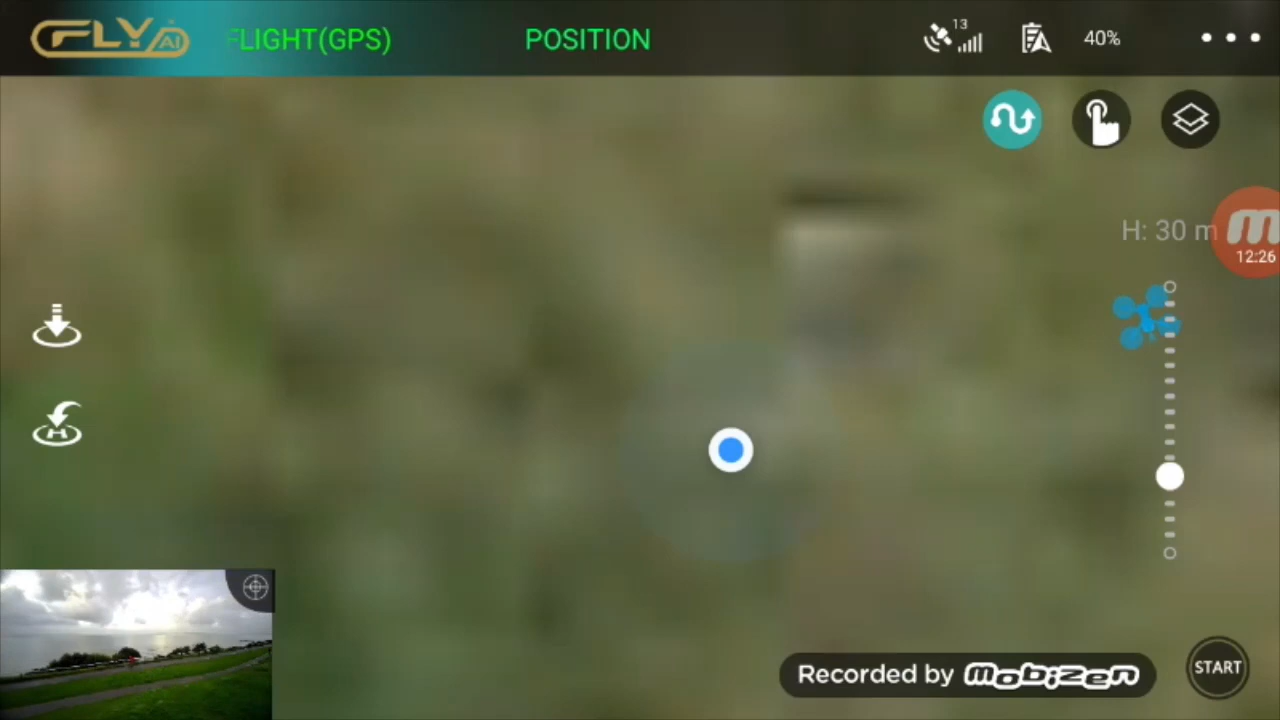 FLY AI FLIGHT(GPS) POSITION 13 40%
H: 30 m
12:26
Recorded by mobizen
START